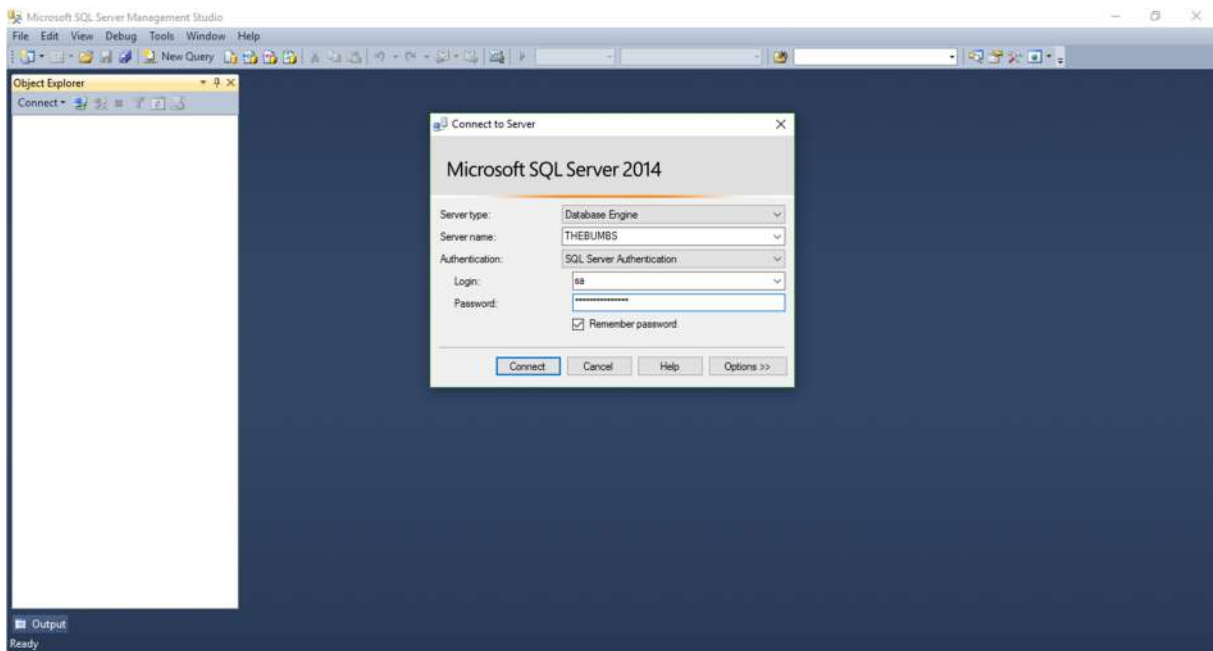 Microsoft SQL Server Management Studio
File Edit View Debug Tools Window Help
New Query
Object Explorer
Connect
Connect to Server
Microsoft SQL Server 2014
Server type: Database Engine
Server name: THEBUMBS
Authentication: SQL Server Authentication
Login: sa
Password: ***************
Remember password
Connect Cancel Help Options >>
Output
Ready